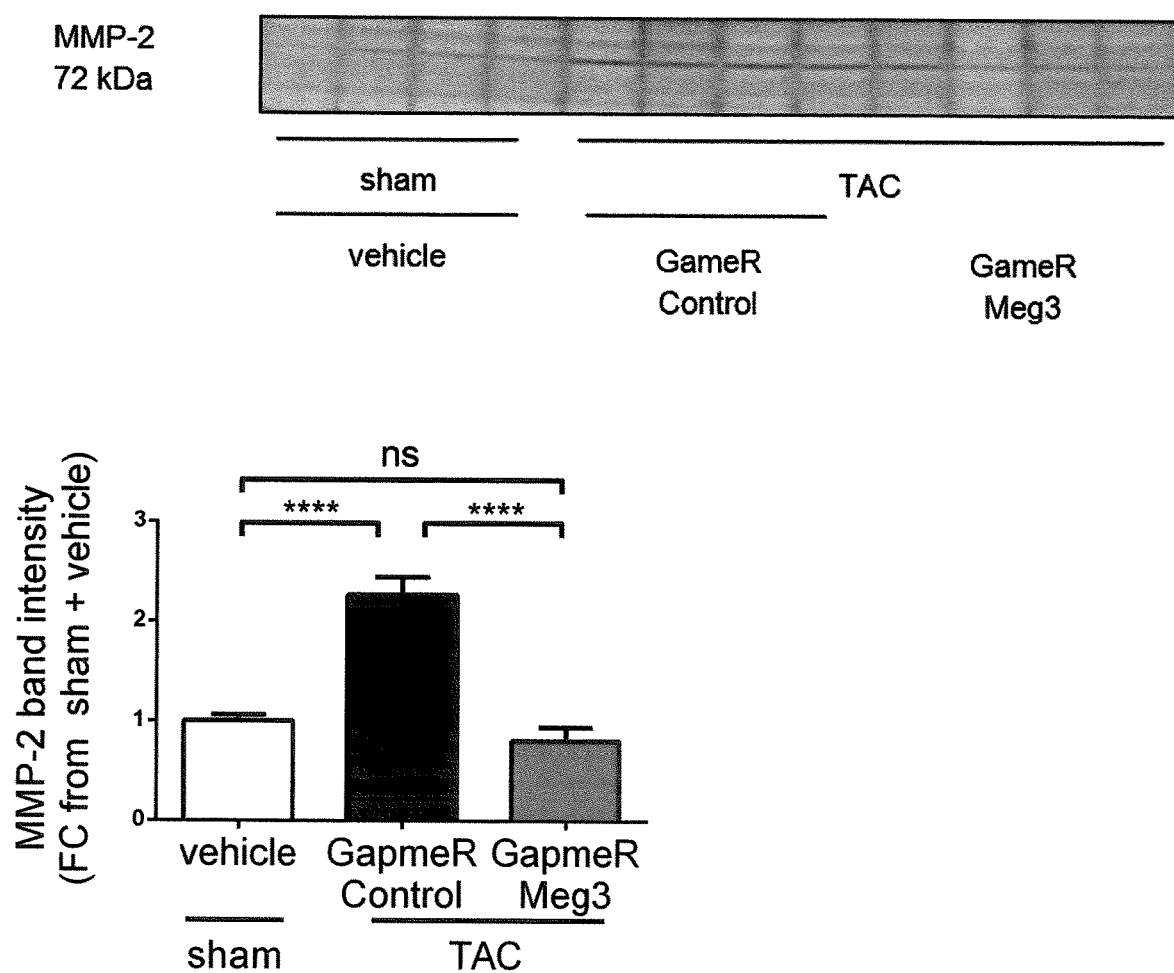 MMP-2
72 kDa
sham
TAC
vehicle
GameR
Control
GameR
Meg3
ns
****
****
MMP-2 band intensity
(FC from sham + vehicle)
3
2
1
0
vehicle
GapmeR
Control
GapmeR
Meg3
sham
TAC